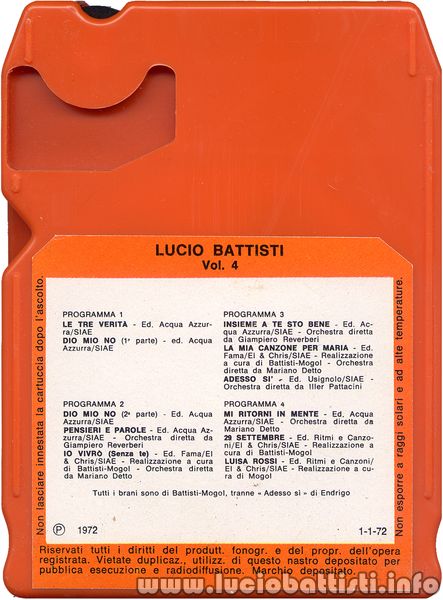 LUCIO BATTISTI
Vol. 4
PROGRAMMA 1
LE TRE VERITÀ - Ed. Acqua Azzur-
ra/SIAE
DIO MIO NO (1ª parte) - ed. Acqua
Azzurra/SIAE
PROGRAMMA 3
INSIEME A TE STO BENE - Ed. Ac-
qua Azzurra/SIAE - Orchestra diretta
da Giampiero Reverberi
LA MIA CANZONE PER MARIA - Ed.
Fama/El & Chris/SIAE - Realizzazione
a cura di Battisti-Mogol - Orchestra
diretta da Mariano Detto
ADESSO SI' - Ed. Usignolo/SIAE -
Orchestra diretta da Iller Pattacini
PROGRAMMA 2
DIO MIO NO (2ª parte) - Ed. Acqua
Azzurra/SIAE
PENSIERI E PAROLE - Ed. Acqua Az-
zurra/SIAE - Orchestra diretta da
Giampiero Reverberi
IO VIVRÒ (Senza te) - Ed. Fama/El
& Chris/SIAE - Realizzazione a cura
di Battisti-Mogol - Orchestra diretta
da Mariano Detto
PROGRAMMA 4
MI RITORNI IN MENTE - Ed. Acqua
Azzurra/SIAE - Orchestra diretta da
Mariano Detto
29 SETTEMBRE - Ed. Ritmi e Canzo-
ni/El & Chris/SIAE - Realizzazione a
cura di Battisti-Mogol
LUISA ROSSI - Ed. Ritmi e Canzoni/
El & Chris/SIAE - Realizzazione a cu-
ra di Mogol
Tutti i brani sono di Battisti-Mogol, tranne « Adesso sì » di Endrigo
Ⓟ 1972
1-1-72
Non lasciare innestata la cartuccia dopo l'ascolto.
Non esporre a raggi solari e ad alte temperature.
Riservati tutti i diritti del produtt. fonogr. e del propr. dell'opera
registrata. Vietate duplicaz., utilizz. di questo nastro depositato per
pubblica esecuzione e radiodiffusione. Marchio depositato.
www.luciobattisti.info